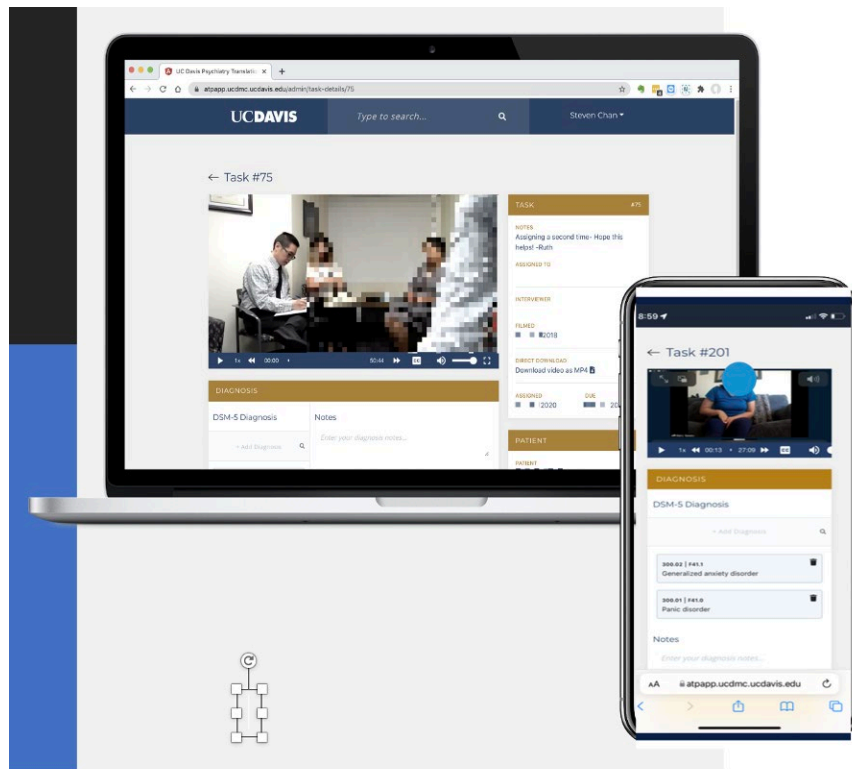 UC Davis Psychiatry Translatio
atpapp.ucdmc.ucdavis.edu/admin/task-details/75
UCDAVIS
Type to search...
Steven Chan
← Task #75
TASK
#75
NOTES
Assigning a second time- Hope this
helps! -Ruth
ASSIGNED TO
INTERVIEWER
FILMED
2018
DIRECT DOWNLOAD
Download video as MP4
ASSIGNED DUE
2020 20
PATIENT
PATIENT
1x 00:00 50:44 CC
DIAGNOSIS
DSM-5 Diagnosis
Notes
+ Add Diagnosis
Enter your diagnosis notes...
8:59
← Task #201
1x 00:13 • 27:09 CC
DIAGNOSIS
DSM-5 Diagnosis
+ Add Diagnosis
300.02 | F41.1
Generalized anxiety disorder
300.01 | F41.0
Panic disorder
Notes
Enter your diagnosis notes...
AA atpapp.ucdmc.ucdavis.edu